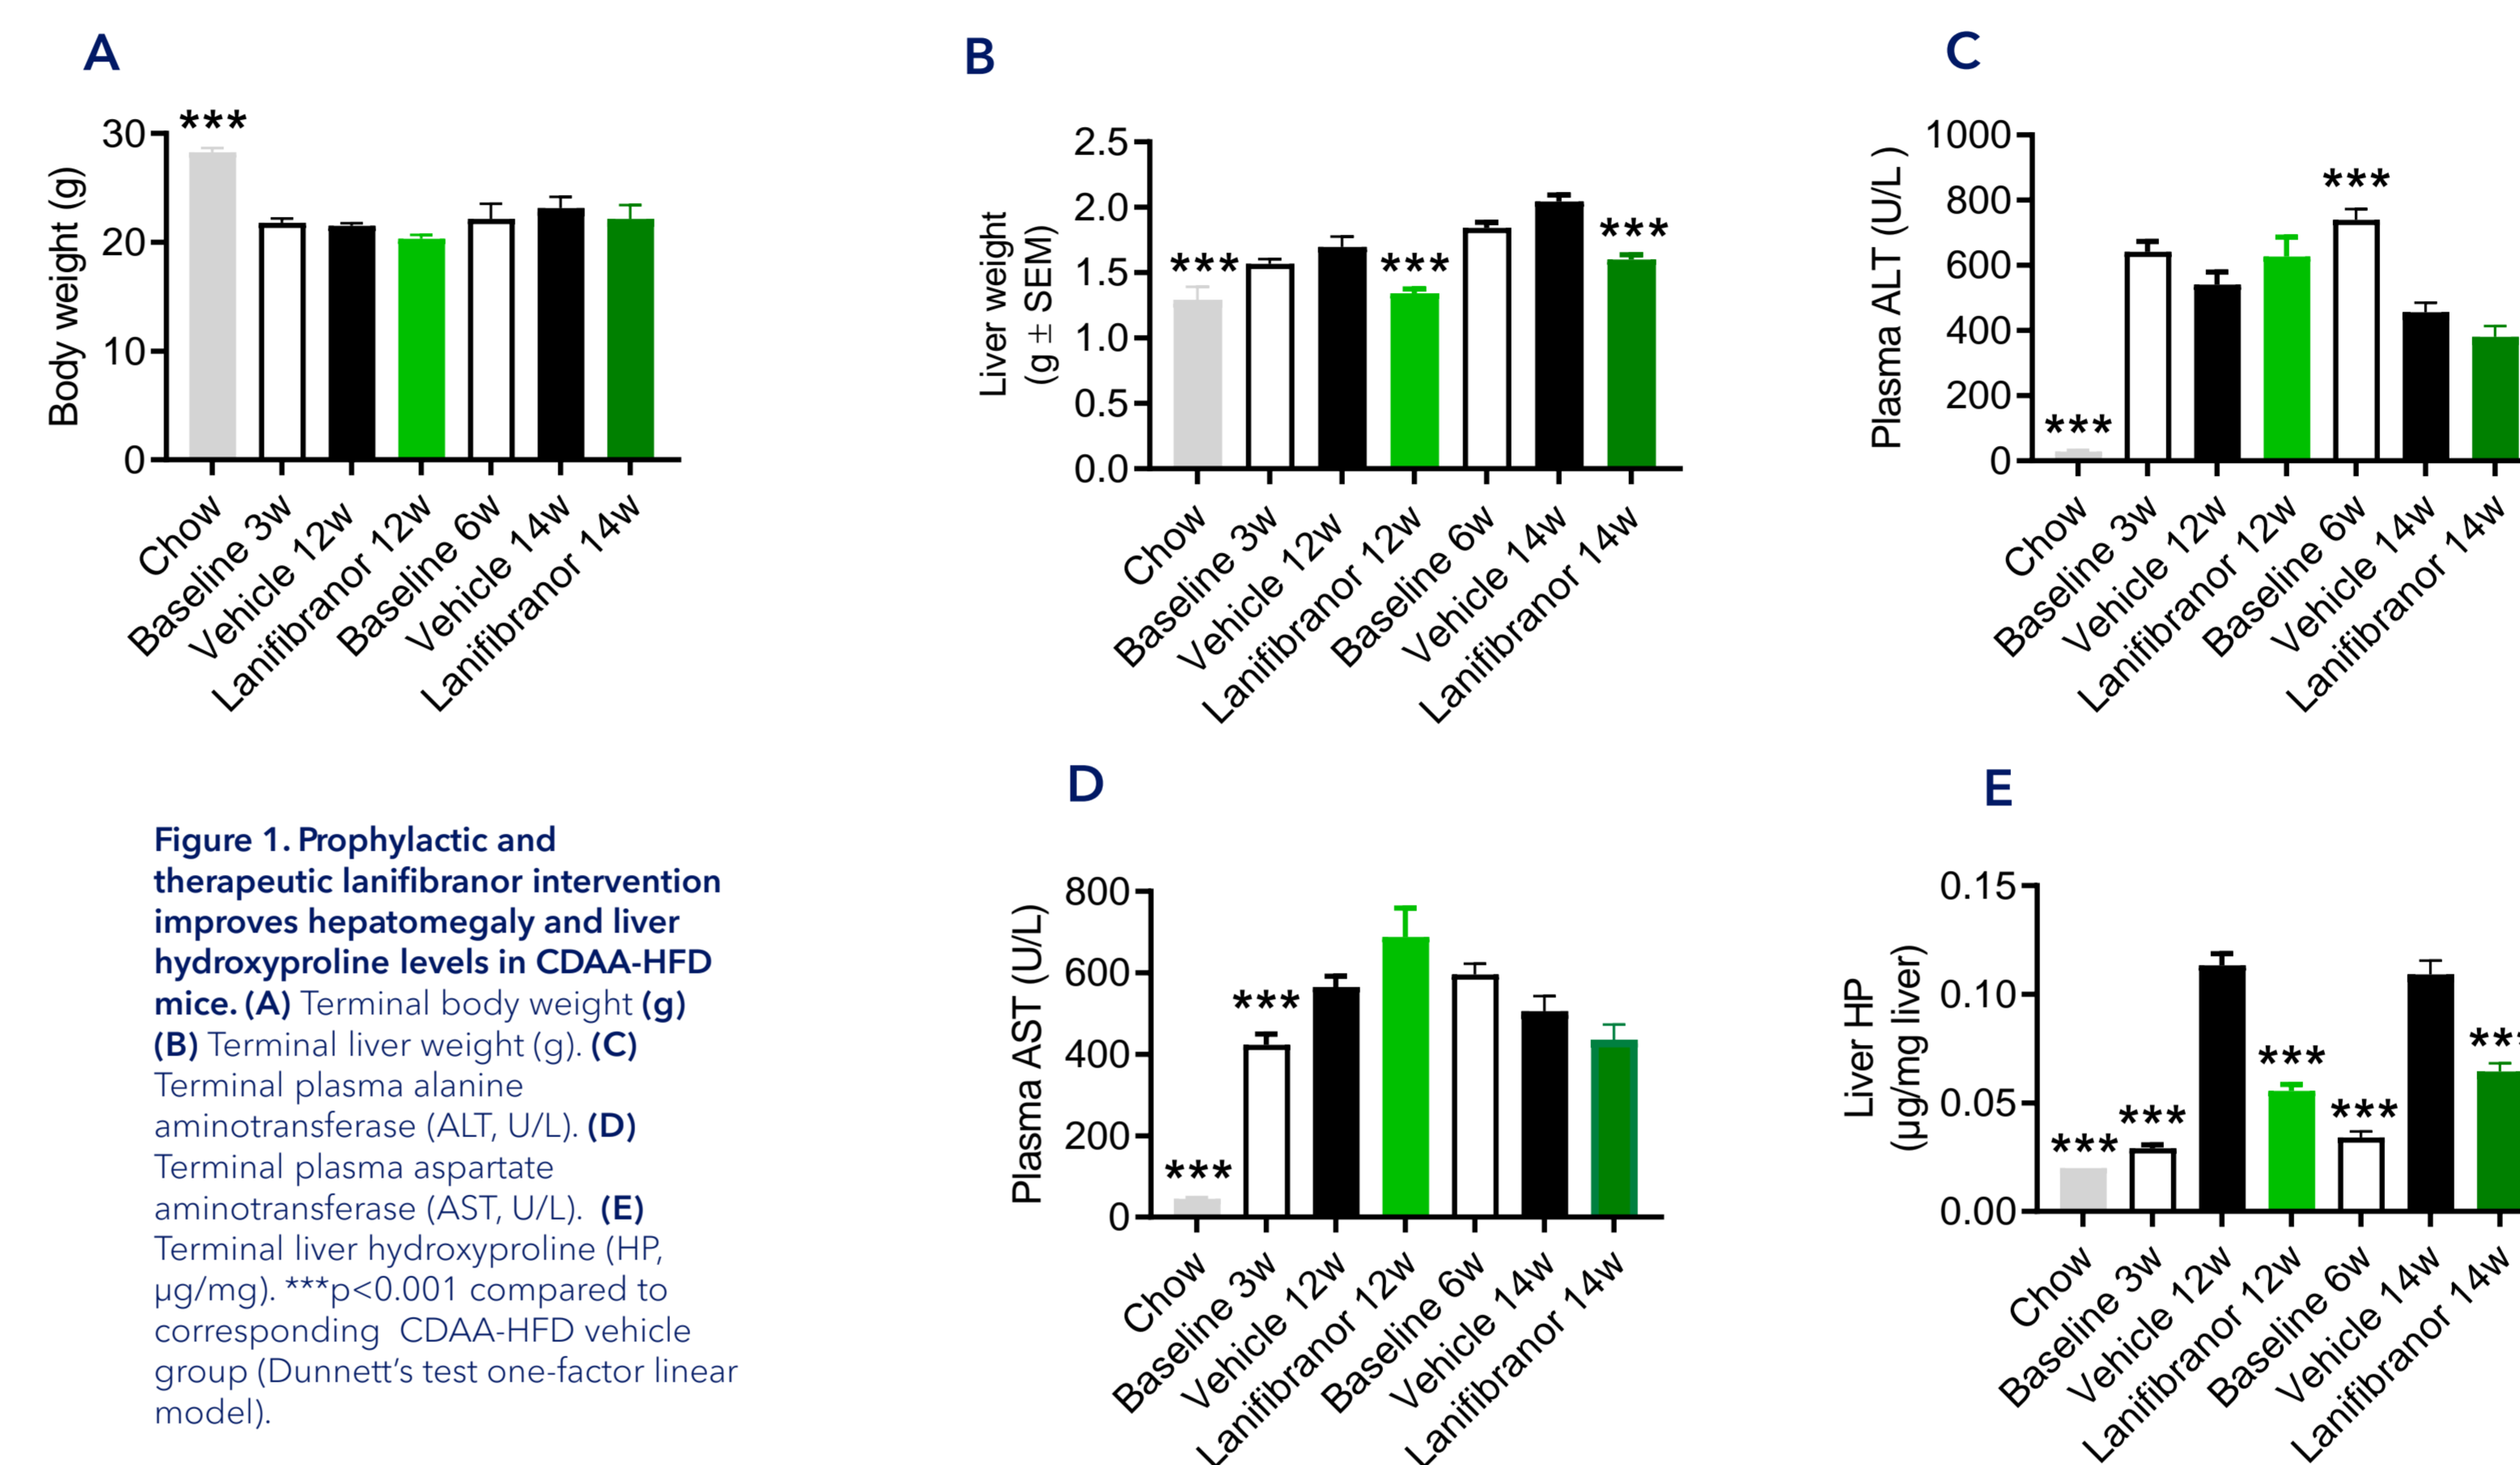 A
***
30
20
10
0
Body weight (g)
Chow
Baseline 3w
Vehicle 12w
Lanifibranor 12w
Baseline 6w
Vehicle 14w
Lanifibranor 14w
B
2.5
2.0
1.5
1.0
0.5
0.0
Liver weight
(g ± SEM)
***
***
***
Chow
Baseline 3w
Vehicle 12w
Lanifibranor 12w
Baseline 6w
Vehicle 14w
Lanifibranor 14w
C
1000
800
600
400
200
0
Plasma ALT (U/L )
***
***
Chow
Baseline 3w
Vehicle 12w
Lanifibranor 12w
Baseline 6w
Vehicle 14w
Lanifibranor 14w
Figure 1. Prophylactic and
therapeutic lanifibranor intervention
improves hepatomegaly and liver
hydroxyproline levels in CDAA-HFD
mice. (A) Terminal body weight (g)
(B) Terminal liver weight (g). (C)
Terminal plasma alanine
aminotransferase (ALT, U/L). (D)
Terminal plasma aspartate
aminotransferase (AST, U/L). (E)
Terminal liver hydroxyproline (HP,
µg/mg). ***p<0.001 compared to
corresponding CDAA-HFD vehicle
group (Dunnett's test one-factor linear
model).
D
800
600
400
200
0
Plasma AST (U/L)
***
***
Chow
Baseline 3w
Vehicle 12w
Lanifibranor 12w
Baseline 6w
Vehicle 14w
Lanifibranor 14w
E
0.15
0.10
0.05
0.00
Liver HP
(µg/mg liver)
***
***
***
***
***
Chow
Baseline 3w
Vehicle 12w
Lanifibranor 12w
Baseline 6w
Vehicle 14w
Lanifibranor 14w